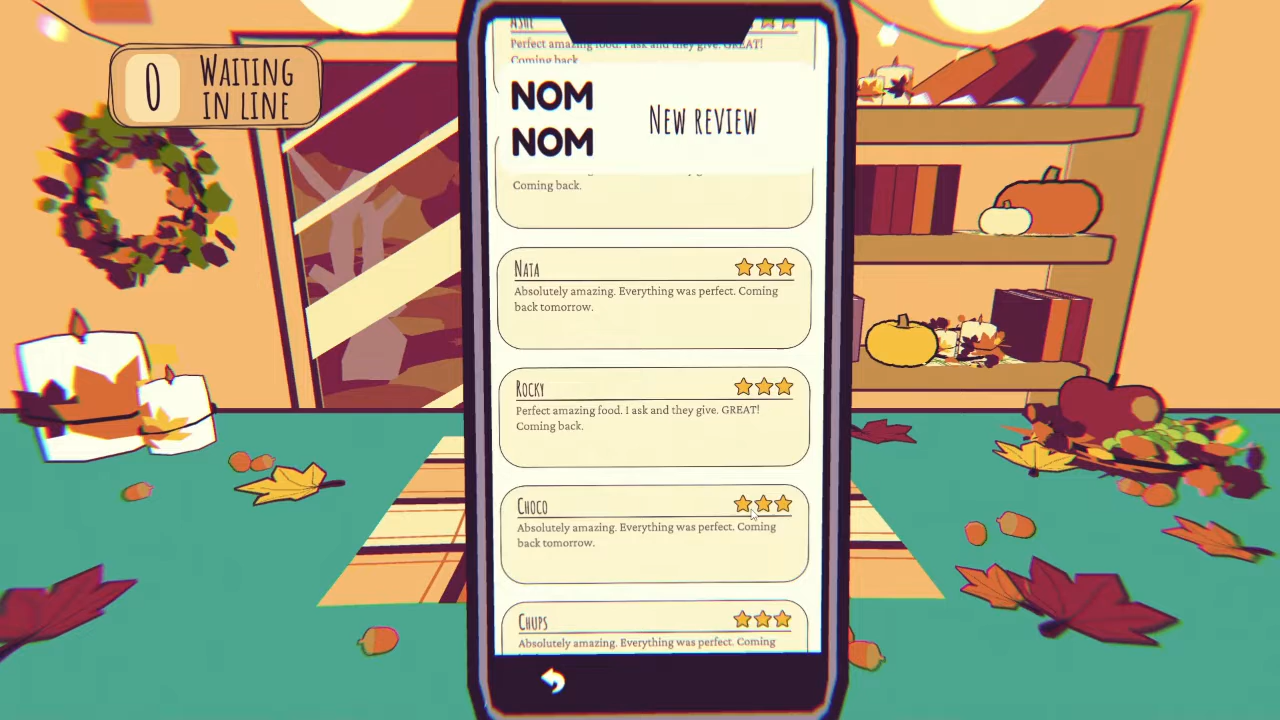 0
WAITING
IN LINE
Perfect amazing food. I ask and they give. GREAT!
Coming back
NOM
NOM
NEW REVIEW
Coming back.
NATA
Absolutely amazing. Everything was perfect. Coming
back tomorrow.
ROCKY
Perfect amazing food. I ask and they give. GREAT!
Coming back.
CHOCO
Absolutely amazing. Everything was perfect. Coming
back tomorrow.
CHUPS
Absolutely amazing. Everything was perfect. Coming